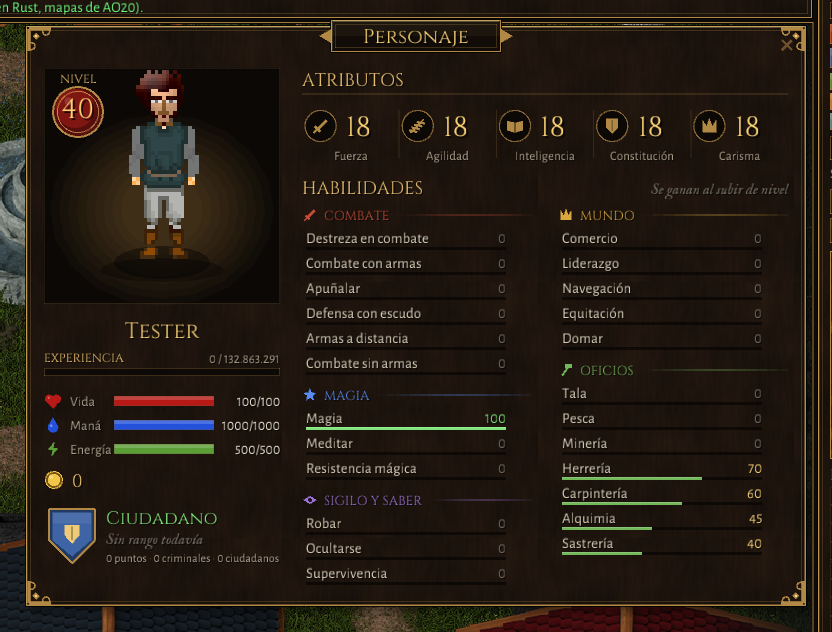 en Rust, mapas de AO20).
Personaje
NIVEL
40
Tester
EXPERIENCIA 0 / 132.863.291
Vida 100/100
Maná 1000/1000
Energía 500/500
0
Ciudadano
Sin rango todavía
0 puntos · 0 criminales · 0 ciudadanos
ATRIBUTOS
18 18 18 18 18
Fuerza Agilidad Inteligencia Constitución Carisma
HABILIDADES Se ganan al subir de nivel
COMBATE
Destreza en combate 0
Combate con armas 0
Apuñalar 0
Defensa con escudo 0
Armas a distancia 0
Combate sin armas 0
MAGIA
Magia 100
Meditar 0
Resistencia mágica 0
SIGILO Y SABER
Robar 0
Ocultarse 0
Supervivencia 0
MUNDO
Comercio 0
Liderazgo 0
Navegación 0
Equitación 0
Domar 0
OFICIOS
Tala 0
Pesca 0
Minería 0
Herrería 70
Carpintería 60
Alquimia 45
Sastrería 40